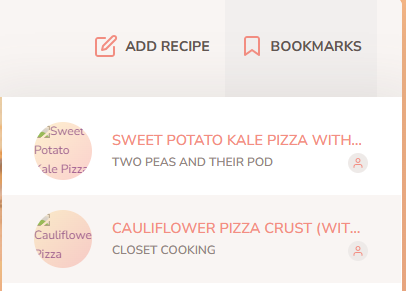 ADD RECIPE
BOOKMARKS
Sweet
Potato
Kale Pizza
SWEET POTATO KALE PIZZA WITH...
TWO PEAS AND THEIR POD
Cauliflowe
Pizza
CAULIFLOWER PIZZA CRUST (WIT...
CLOSET COOKING